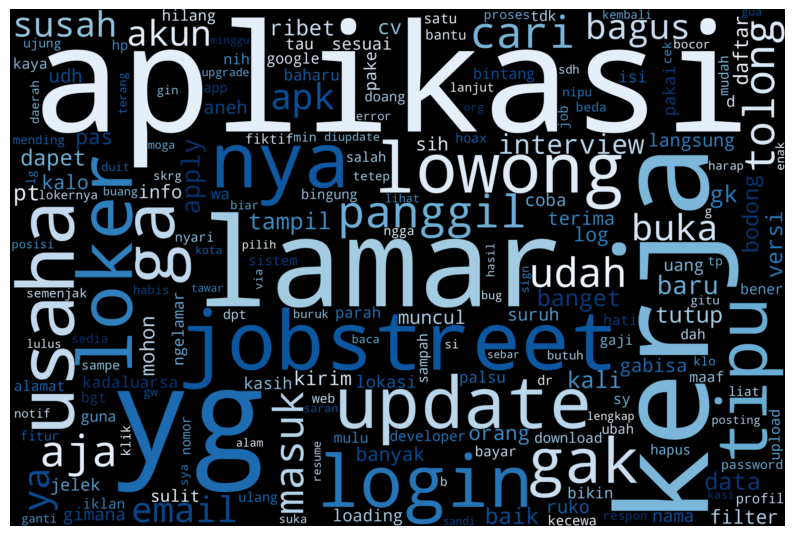 aplikasi
lamar
kerja
yg
jobstreet
nya
update
login
lowong
usaha
loker
tipu
ga
gak
panggil
masuk
cari
bagus
tolong
akun
susah
apk
udah
buka
aja
ya
email
interview
baru
tutup
data
filter
versi
daftar
bodong
gk
langsung
ribet
cv
satu
bantu
proses
tdk
kembali
gua
hilang
ujung
hp
minggu
tau
sesuai
nih
google
baharu
pake
bintang
isi
pakai
cek
bocor
mudah
d
kaya
udh
upgrade
daerah
terang
gin
app
aneh
error
doang
lanjut
org
job
sdh
nipu
beda
enak
mending
pas
moga
fiktif
min
diupdate
salah
hoax
sih
dapet
kalo
duit
skrg
tetep
bingung
lihat
coba
terima
harap
lg
pt
lokernya
buang
info
apply
wa
biar
ngga
tampil
log
g
posisi
nyari
kota
pilih
sistem
via
hasil
sign
bug
uang
tp
gitu
bener
semenjak
habis
tawar
banget
dpt
buruk
parah
muncul
suruh
hati
gaji
dah
lulus
sedia
sampe
mohon
ngelamar
baca
sampah
si
sebar
butuh
gabisa
klo
alamat
bgt
kadaluarsa
kasih
kirim
lokasi
palsu
dr
kali
sy
maaf
liat
notif
guna
gw
web
saran
lengkap
ubah
posting
upload
fitur
klik
sya
nomor
alam
resume
mulu
developer
orang
download
hapus
password
jelek
banyak
bayar
bikin
iklan
sulit
ulang
b
loading
baik
ruko
nama
kasi
profil
ganti
gimana
suka
sandi
kecewa
respon